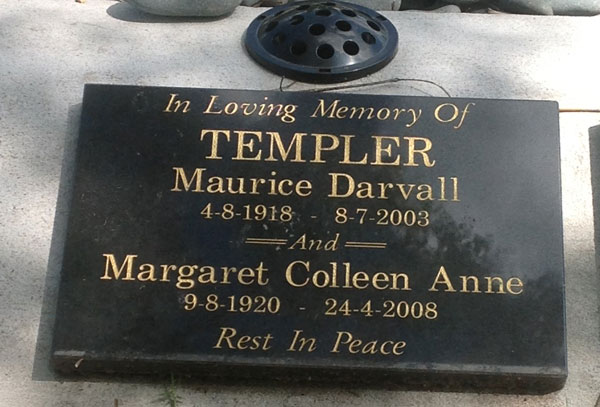 In Loving Memory Of
TEMPLER
Maurice Darvall
4-8-1918 - 8-7-2003
And
Margaret Colleen Anne
9-8-1920 - 24-4-2008
Rest In Peace